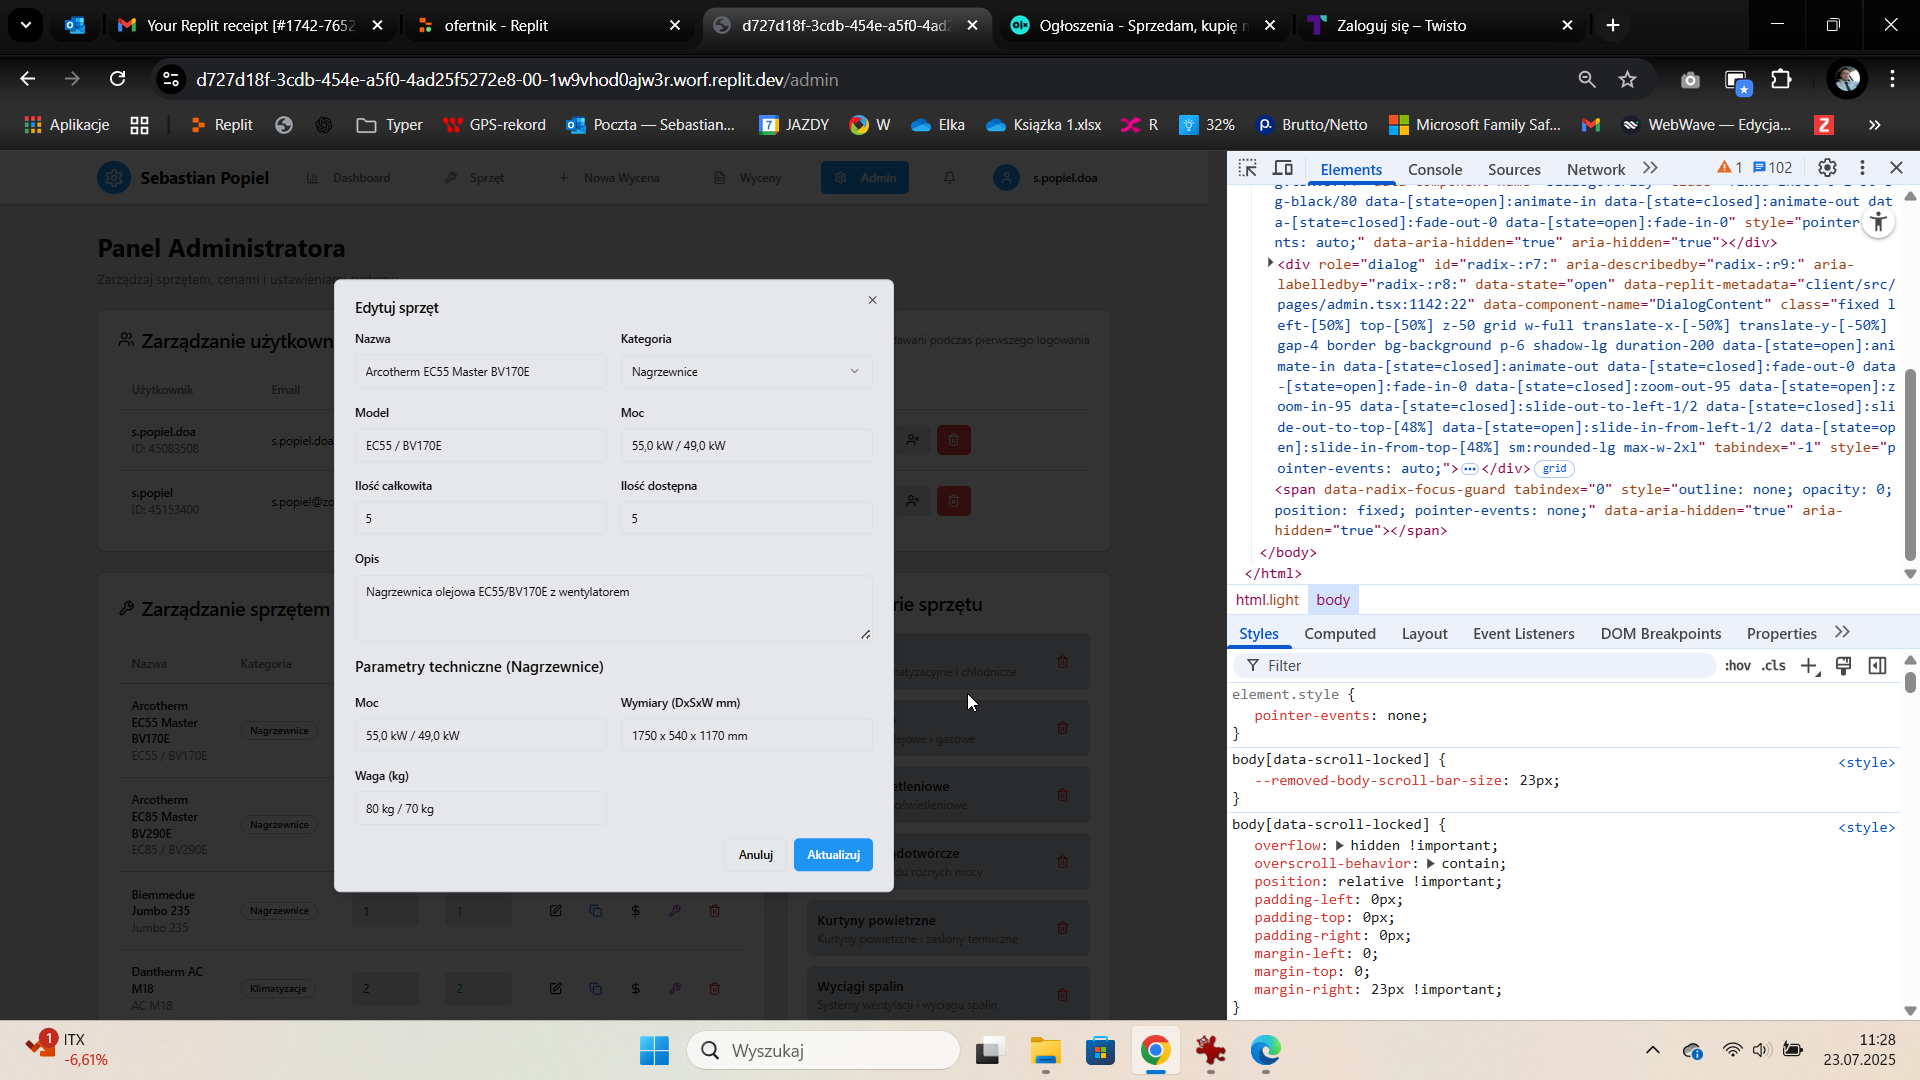 Your Replit receipt [#1742-7652
ofertnik - Replit
d727d18f-3cdb-454e-a5f0-4ad2
Ogłoszenia - Sprzedam, kupię n
Zaloguj się – Twisto
d727d18f-3cdb-454e-a5f0-4ad25f5272e8-00-1w9vhod0ajw3r.worf.replit.dev/admin
Aplikacje
Replit
Typer
GPS-rekord
Poczta — Sebastian...
JAZDY
W
Elka
Książka 1.xlsx
R
32%
Brutto/Netto
Microsoft Family Saf...
WebWave — Edycja...
Sebastian Popiel
Dashboard
Sprzęt
Nowa Wycena
Wyceny
Admin
s.popiel.doa
Panel Administratora
Zarządzaj sprzętem, cenami i ustawieniami systemu
Zarządzanie użytkown
dawani podczas pierwszego logowania
Użytkownik
Email
s.popiel.doa
ID: 45083508
s.popiel.doa
s.popiel
ID: 45153400
s.popiel@zo
Zarządzanie sprzętem
Nazwa
Kategoria
Arcotherm
EC55 Master
BV170E
EC55 / BV170E
Nagrzewnice
Arcotherm
EC85 Master
BV290E
EC85 / BV290E
Nagrzewnice
Biemmedue
Jumbo 235
Jumbo 235
Nagrzewnice
1
1
Dantherm AC
M18
AC M18
Klimatyzacje
2
2
rie sprzętu
natyzacyjne i chłodnicze
lejowe i gazowe
etleniowe
oświetleniowe
dotwórcze
du różnych mocy
Kurtyny powietrzne
Kurtyny powietrzne i zasłony termiczne
Wyciągi spalin
Systemy wentylacji i wyciągu spalin
Edytuj sprzęt
Nazwa
Kategoria
Arcotherm EC55 Master BV170E
Nagrzewnice
Model
Moc
EC55 / BV170E
55,0 kW / 49,0 kW
Ilość całkowita
Ilość dostępna
5
5
Opis
Nagrzewnica olejowa EC55/BV170E z wentylatorem
Parametry techniczne (Nagrzewnice)
Moc
Wymiary (DxSxW mm)
55,0 kW / 49,0 kW
1750 x 540 x 1170 mm
Waga (kg)
80 kg / 70 kg
Anuluj
Aktualizuj
Elements
Console
Sources
Network
1
102
g-black/80 data-[state=open]:animate-in data-[state=closed]:animate-out dat
a-[state=closed]:fade-out-0 data-[state=open]:fade-in-0" style="pointer
nts: auto;" data-aria-hidden="true" aria-hidden="true"></div>
<div role="dialog" id="radix-:r7:" aria-describedby="radix-:r9:" aria-
labelledby="radix-:r8:" data-state="open" data-replit-metadata="client/src/
pages/admin.tsx:1142:22" data-component-name="DialogContent" class="fixed l
eft-[50%] top-[50%] z-50 grid w-full translate-x-[-50%] translate-y-[-50%]
gap-4 border bg-background p-6 shadow-lg duration-200 data-[state=open]:ani
mate-in data-[state=closed]:animate-out data-[state=closed]:fade-out-0 data
-[state=open]:fade-in-0 data-[state=closed]:zoom-out-95 data-[state=open]:z
oom-in-95 data-[state=closed]:slide-out-to-left-1/2 data-[state=closed]:sli
de-out-to-top-[48%] data-[state=open]:slide-in-from-left-1/2 data-[state=op
en]:slide-in-from-top-[48%] sm:rounded-lg max-w-2xl" tabindex="-1" style="p
ointer-events: auto;"> </div> grid
<span data-radix-focus-guard tabindex="0" style="outline: none; opacity: 0;
position: fixed; pointer-events: none;" data-aria-hidden="true" aria-
hidden="true"></span>
</body>
</html>
html.light
body
Styles
Computed
Layout
Event Listeners
DOM Breakpoints
Properties
Filter
:hov
.cls
element.style {
pointer-events: none;
}
body[data-scroll-locked] {
<style>
--removed-body-scroll-bar-size: 23px;
}
body[data-scroll-locked] {
<style>
overflow: hidden !important;
overscroll-behavior: contain;
position: relative !important;
padding-left: 0px;
padding-top: 0px;
padding-right: 0px;
margin-left: 0;
margin-top: 0;
margin-right: 23px !important;
}
1
ITX
-6,61%
Wyszukaj
11:28
23.07.2025